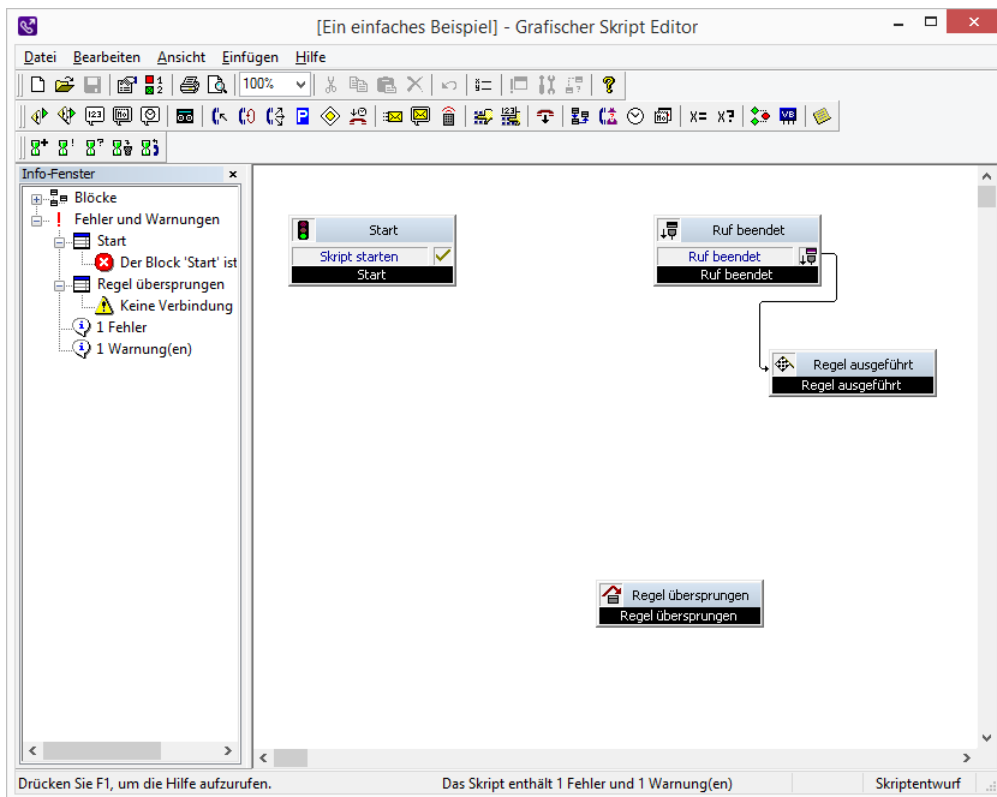 [Ein einfaches Beispiel] - Grafischer Skript Editor
Datei Bearbeiten Ansicht Einfügen Hilfe
100%
Info-Fenster
Blöcke
Fehler und Warnungen
Start
Der Block 'Start' ist
Regel übersprungen
Keine Verbindung
1 Fehler
1 Warnung(en)
Start
Skript starten
Start
Ruf beendet
Ruf beendet
Ruf beendet
Regel ausgeführt
Regel ausgeführt
Regel übersprungen
Regel übersprungen
Drücken Sie F1, um die Hilfe aufzurufen. Das Skript enthält 1 Fehler und 1 Warnung(en) Skriptentwurf